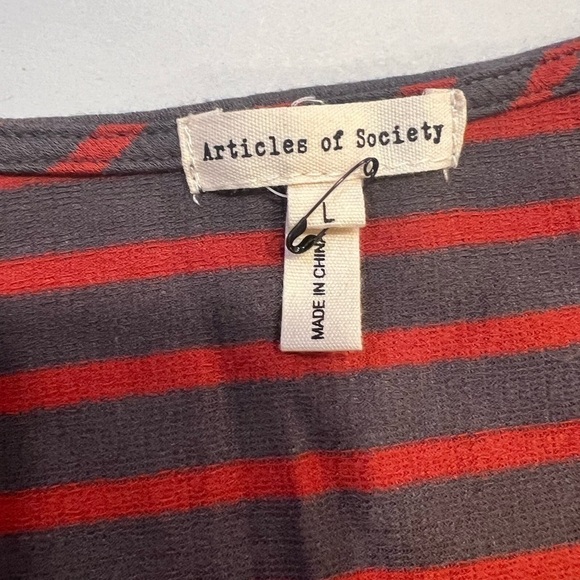 Articles of Society
L
MADE IN CHINA